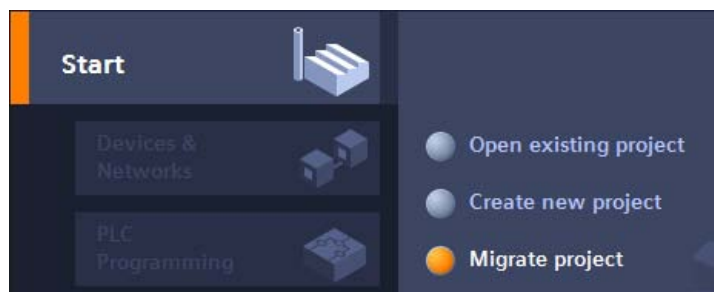 Start
Devices &
Networks
PLC
Programming
Open existing project
Create new project
Migrate project